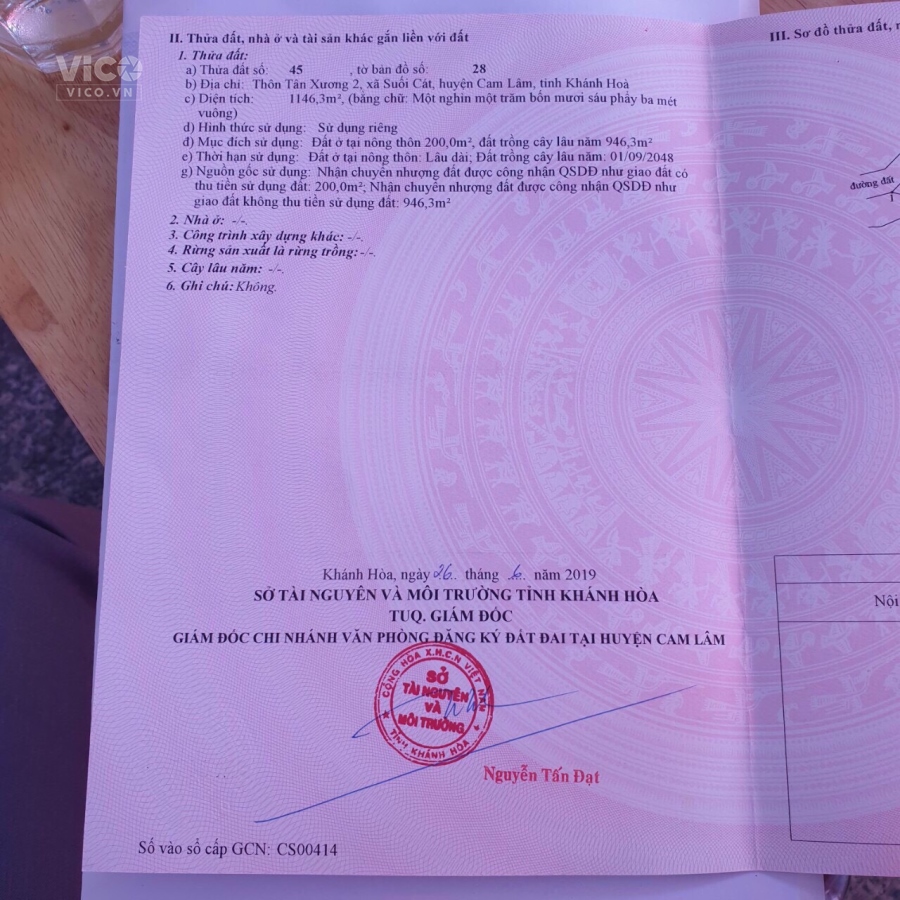 VICO
VICO.VN
II. Thửa đất, nhà ở và tài sản khác gắn liền với đất
1. Thửa đất:
a) Thửa đất số: 45 , tờ bản đồ số: 28
b) Địa chỉ: Thôn Tân Xương 2, xã Suối Cát, huyện Cam Lâm, tỉnh Khánh Hoà
c) Diện tích: 1146,3m², (bằng chữ: Một nghìn một trăm bốn mươi sáu phẩy ba mét
vuông)
d) Hình thức sử dụng: Sử dụng riêng
đ) Mục đích sử dụng: Đất ở tại nông thôn 200,0m², đất trồng cây lâu năm 946,3m²
e) Thời hạn sử dụng: Đất ở tại nông thôn: Lâu dài; Đất trồng cây lâu năm: 01/09/2048
g) Nguồn gốc sử dụng: Nhận chuyển nhượng đất được công nhận QSDĐ như giao đất có
thu tiền sử dụng đất: 200,0m²; Nhận chuyển nhượng đất được công nhận QSDĐ như
giao đất không thu tiền sử dụng đất: 946,3m²
2. Nhà ở: -/-.
3. Công trình xây dựng khác: -/-.
4. Rừng sản xuất là rừng trồng: -/-.
5. Cây lâu năm: -/-.
6. Ghi chú: Không.
Khánh Hòa, ngày 26. tháng 6. năm 2019
SỞ TÀI NGUYÊN VÀ MÔI TRƯỜNG TỈNH KHÁNH HÒA
TUQ. GIÁM ĐỐC
GIÁM ĐỐC CHI NHÁNH VĂN PHÒNG ĐĂNG KÝ ĐẤT ĐAI TẠI HUYỆN CAM LÂM
CỘNG HÒA X.H.C.N VIỆT NAM
SỞ
TÀI NGUYÊN
VÀ
MÔI TRƯỜNG
TỈNH KHÁNH HÒA
Nguyễn Tấn Đạt
Số vào sổ cấp GCN: CS00414
III. Sơ đồ thửa đất,
đường đất
1
Nội